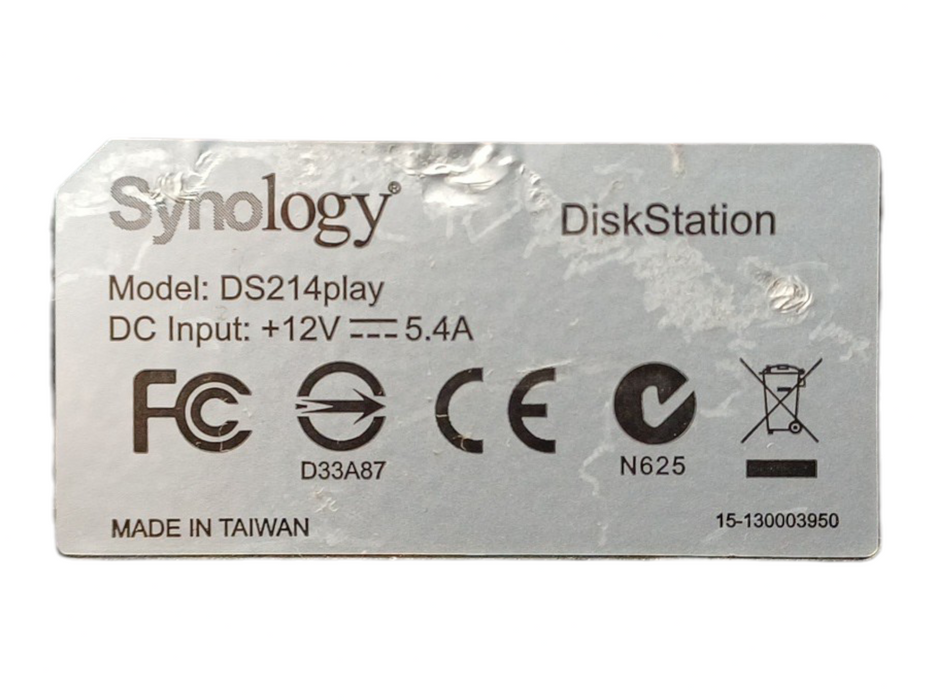 Synology®
DiskStation
Model: DS214play
DC Input: +12V ⎓ 5.4A
FC CE
D33A87
N625
MADE IN TAIWAN
15-130003950